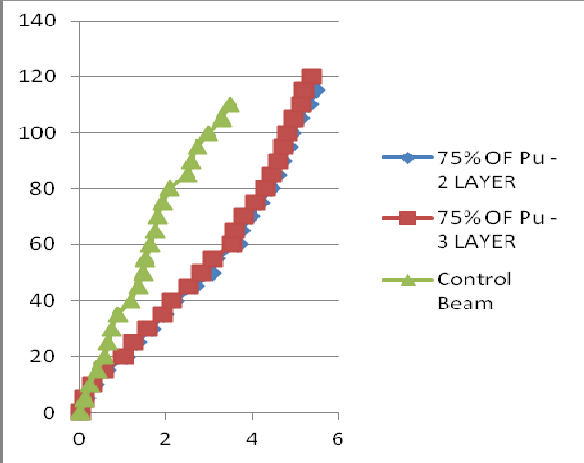 140
120
100
80
60
40
20
0
0 2 4 6
75% OF Pu -
2 LAYER
75% OF Pu -
3 LAYER
Control
Beam